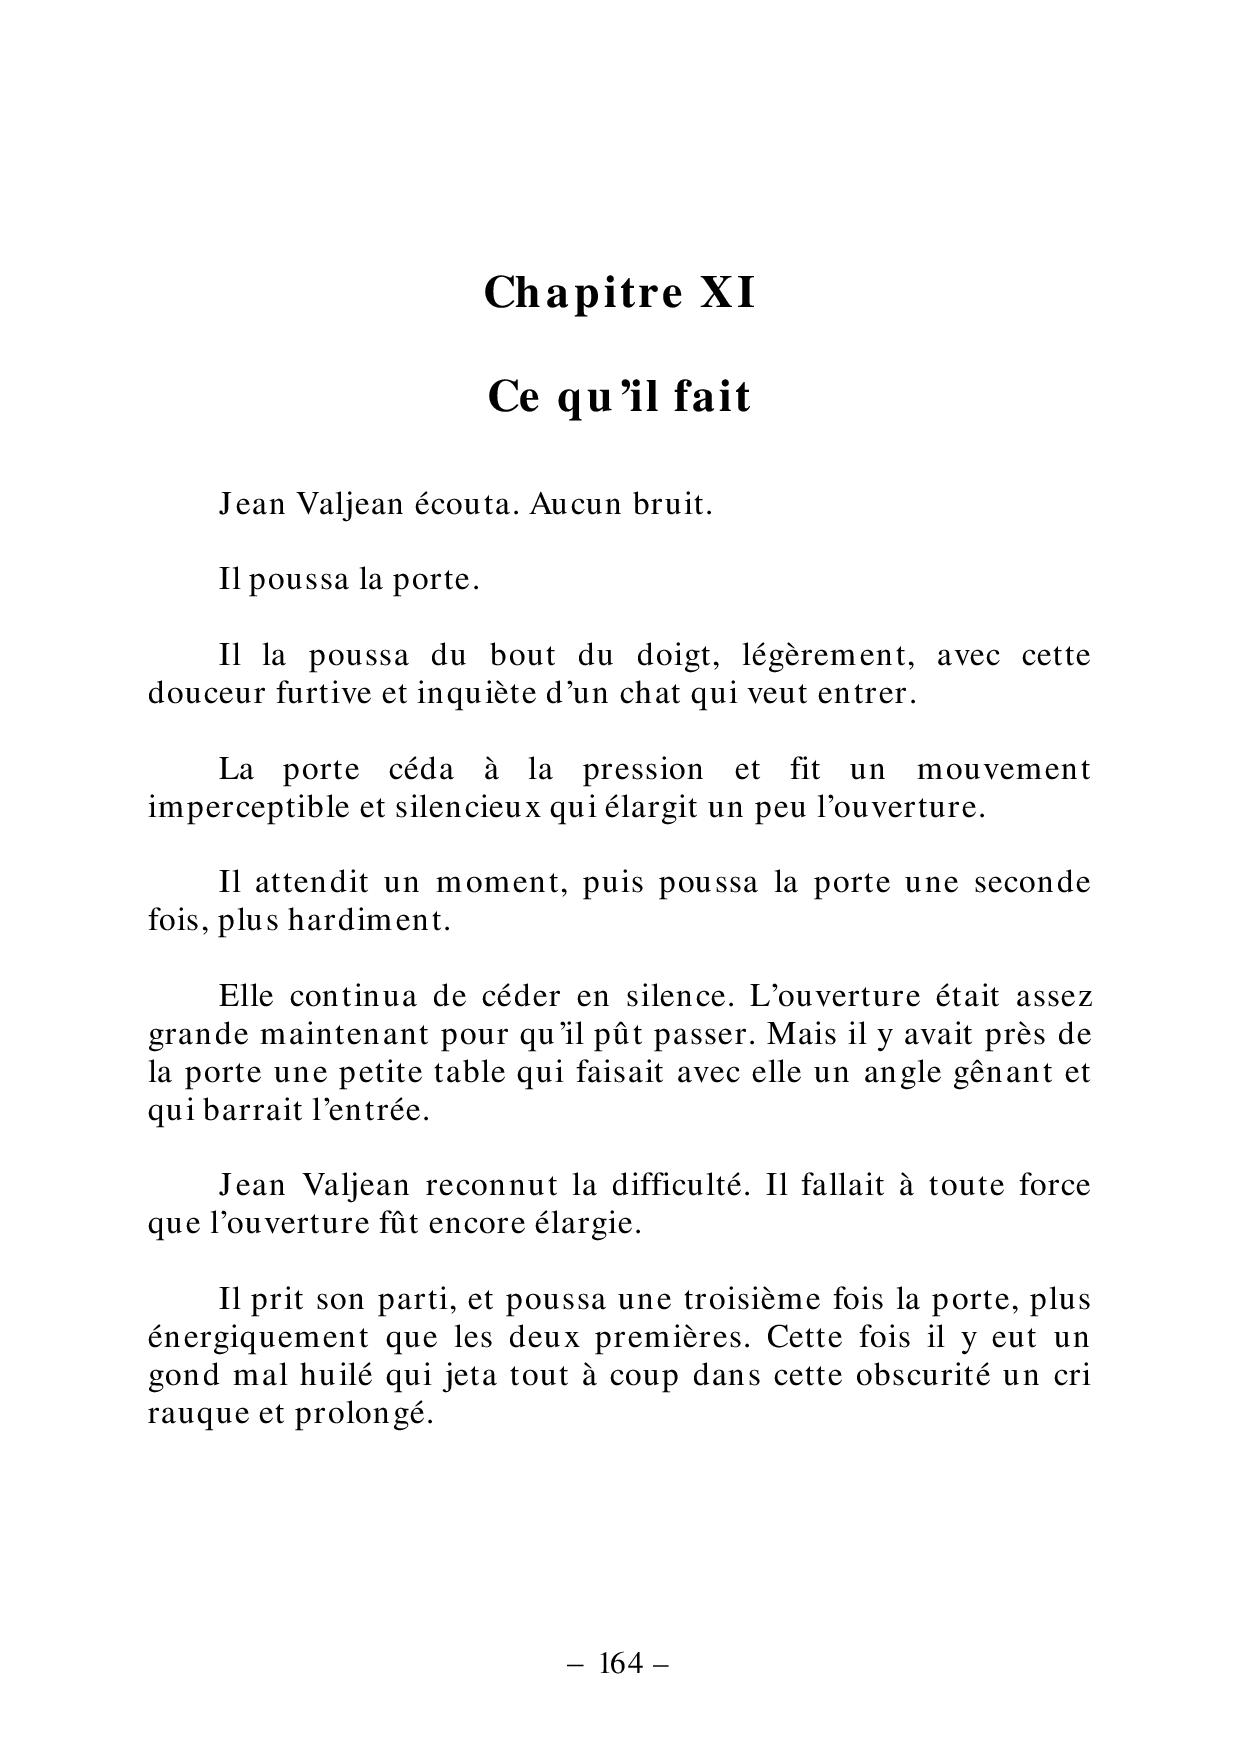 Chapitre XI
Ce qu’il fait
Jean Valjean écouta. Aucun bruit.
Il poussa la porte.
Il la poussa du bout du doigt, légèrement, avec cette
douceur furtive et inquiète d’un chat qui veut entrer.
La porte céda à la pression et fit un mouvement
imperceptible et silencieux qui élargit un peu l’ouverture.
Il attendit un moment, puis poussa la porte une seconde
fois, plus hardiment.
Elle continua de céder en silence. L’ouverture était assez
grande maintenant pour qu’il pût passer. Mais il y avait près de
la porte une petite table qui faisait avec elle un angle gênant et
qui barrait l’entrée.
Jean Valjean reconnut la difficulté. Il fallait à toute force
que l’ouverture fût encore élargie.
Il prit son parti, et poussa une troisième fois la porte, plus
énergiquement que les deux premières. Cette fois il y eut un
gond mal huilé qui jeta tout à coup dans cette obscurité un cri
rauque et prolongé.
– 164 –